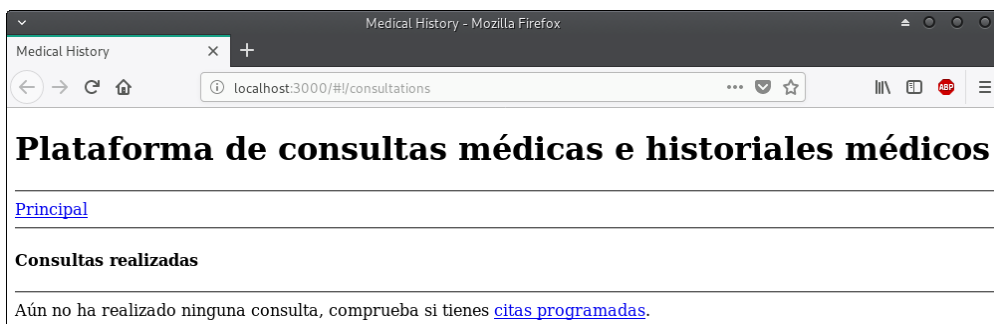 Medical History - Mozilla Firefox
Medical History
localhost:3000/#!/consultations
ABP
Plataforma de consultas médicas e historiales médicos
Principal
Consultas realizadas
Aún no ha realizado ninguna consulta, comprueba si tienes citas programadas.